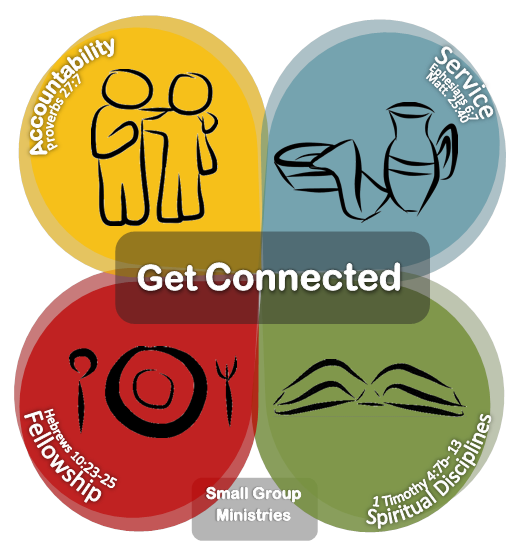 Accountability
Proverbs 27:7
Service
Ephesians 6:7
Matt. 25:40
Get Connected
Hebrews 10:23-25
Fellowship
1 Timothy 4:7b-13
Spiritual Disciplines
Small Group
Ministries